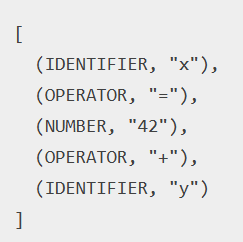 [
(IDENTIFIER, "x"),
(OPERATOR, "="),
(NUMBER, "42"),
(OPERATOR, "+"),
(IDENTIFIER, "y")
]